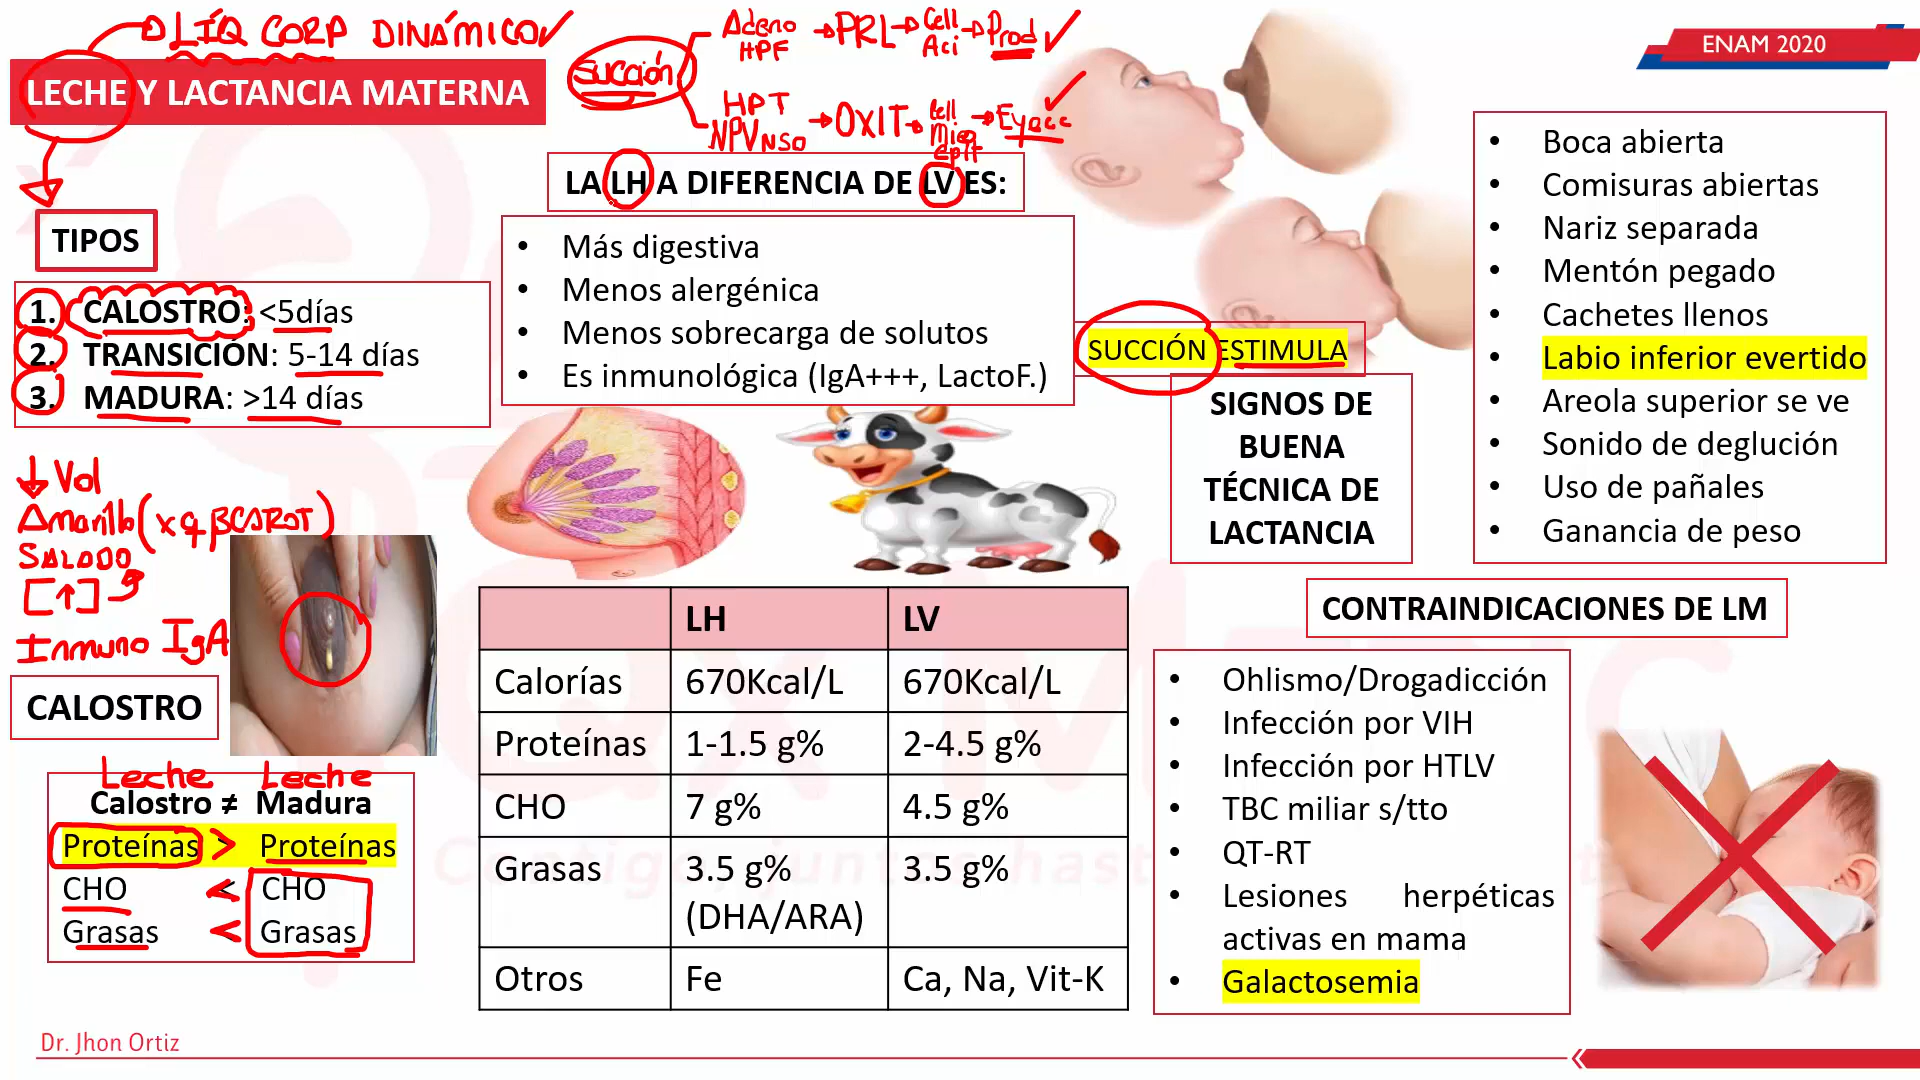 LÍQ CORP DINÁMICO
LECHE Y LACTANCIA MATERNA
Succión
Adeno HPF → PRL → Cell Aci → Prod
HPT NPV NSO → OXIT → Cell Mioepit → Eyecc
ENAM 2020
TIPOS
1. CALOSTRO: <5días
2. TRANSICIÓN: 5-14 días
3. MADURA: >14 días
LA LH A DIFERENCIA DE LV ES:
• Más digestiva
• Menos alergénica
• Menos sobrecarga de solutos
• Es inmunológica (IgA+++, LactoF.)
SUCCIÓN ESTIMULA
SIGNOS DE
BUENA
TÉCNICA DE
LACTANCIA
• Boca abierta
• Comisuras abiertas
• Nariz separada
• Mentón pegado
• Cachetes llenos
• Labio inferior evertido
• Areola superior se ve
• Sonido de deglución
• Uso de pañales
• Ganancia de peso
↓ Vol
Amarillo (xq βCAROT)
SALADO
[↑]
Inmuno IgA
CALOSTRO
Leche Leche
Calostro ≠ Madura
Proteínas > Proteínas
CHO < CHO
Grasas < Grasas
LH LV
Calorías 670Kcal/L 670Kcal/L
Proteínas 1-1.5 g% 2-4.5 g%
CHO 7 g% 4.5 g%
Grasas 3.5 g% 3.5 g%
(DHA/ARA)
Otros Fe Ca, Na, Vit-K
CONTRAINDICACIONES DE LM
• Ohlismo/Drogadicción
• Infección por VIH
• Infección por HTLV
• TBC miliar s/tto
• QT-RT
• Lesiones herpéticas
activas en mama
• Galactosemia
Dr. Jhon Ortiz